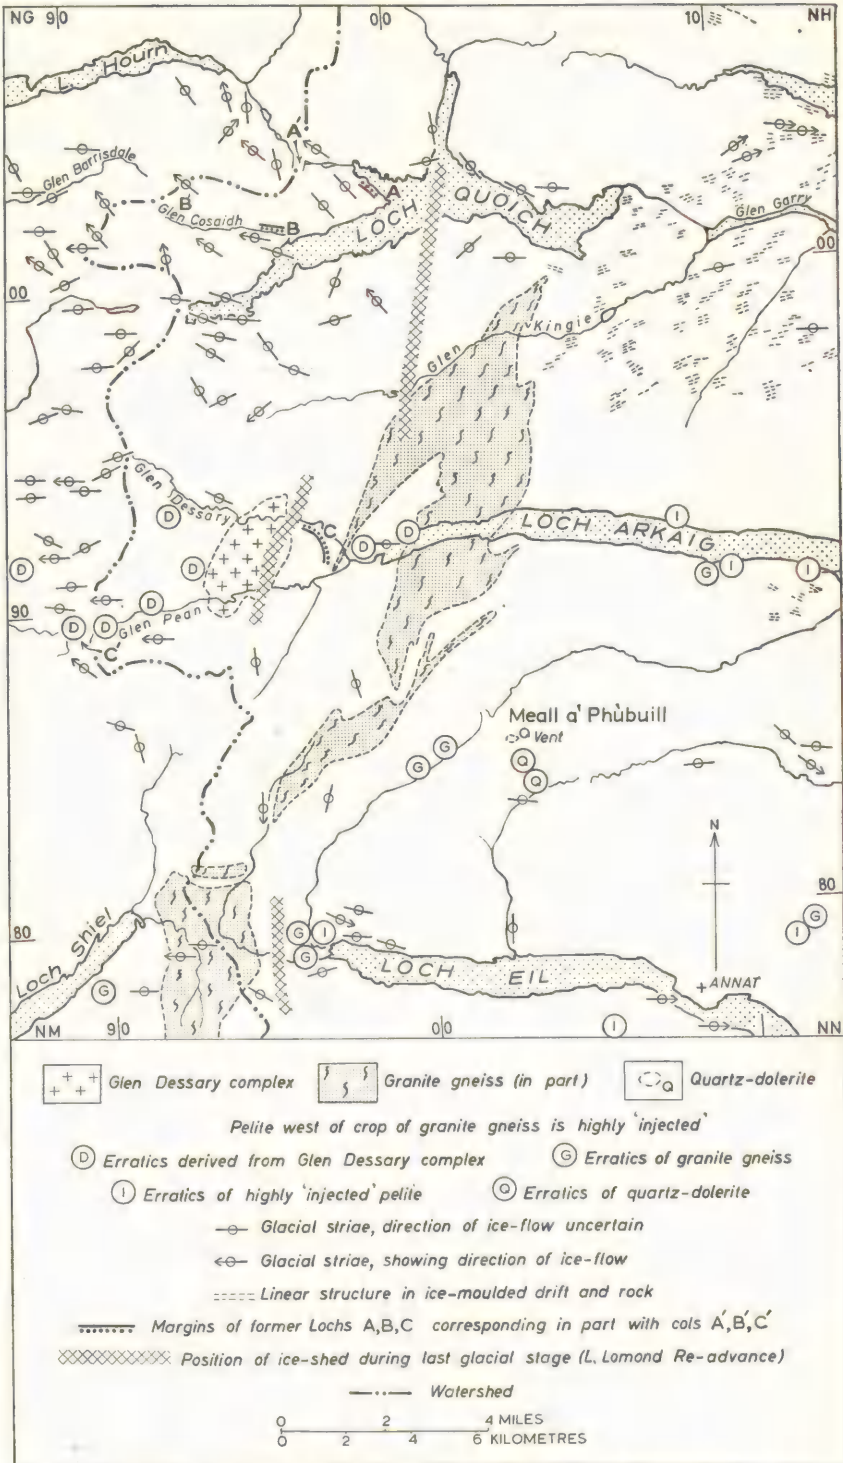 NG 90 00 10 NH
L. Hourn
A'
Glen Barrisdale
A
B'
Glen Cosaidh
B
LOCH QUOICH
Glen Garry
00
00
Glen Kingie
Glen Dessary
D
C
D D
I
LOCH ARKAIG
D D
G I I
D
90
D D Glen Pean
90
C'
Meall a' Phùbuill
Q Vent
G G
Q
Q
N
80
G I
G
I
80
Loch Shiel
G
LOCH EIL
+ANNAT
G
I
NM 90 00 NN
Glen Dessary complex Granite gneiss (in part) Q Quartz-dolerite
Pelite west of crop of granite gneiss is highly 'injected'
D Erratics derived from Glen Dessary complex G Erratics of granite gneiss
I Erratics of highly 'injected' pelite Q Erratics of quartz-dolerite
Glacial striae, direction of ice-flow uncertain
Glacial striae, showing direction of ice-flow
Linear structure in ice-moulded drift and rock
Margins of former Lochs A,B,C corresponding in part with cols A',B',C'
Position of ice-shed during last glacial stage (L. Lomond Re-advance)
Watershed
0 2 4 MILES
0 2 4 6 KILOMETRES